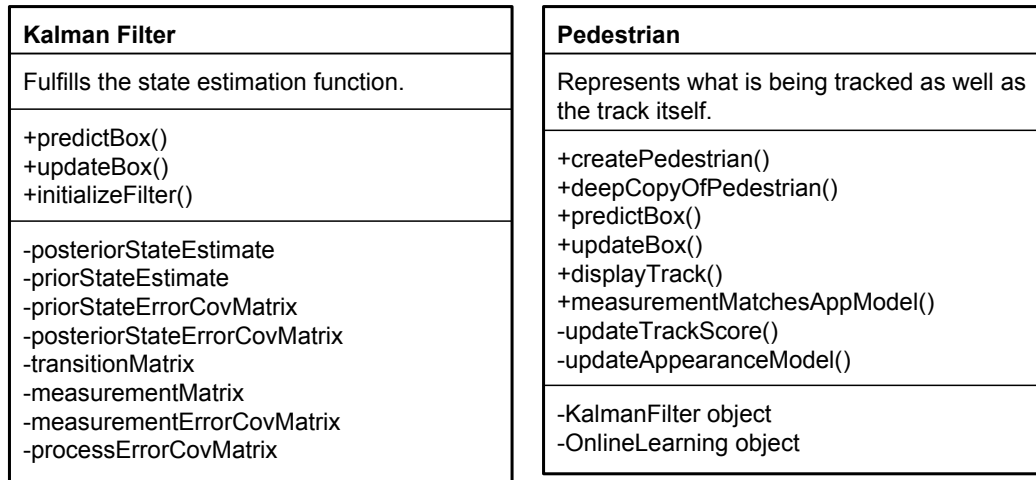 Kalman Filter
Fulfills the state estimation function.
+predictBox()
+updateBox()
+initializeFilter()
-posteriorStateEstimate
-priorStateEstimate
-priorStateErrorCovMatrix
-posteriorStateErrorCovMatrix
-transitionMatrix
-measurementMatrix
-measurementErrorCovMatrix
-processErrorCovMatrix
Pedestrian
Represents what is being tracked as well as
the track itself.
+createPedestrian()
+deepCopyOfPedestrian()
+predictBox()
+updateBox()
+displayTrack()
+measurementMatchesAppModel()
-updateTrackScore()
-updateAppearanceModel()
-KalmanFilter object
-OnlineLearning object